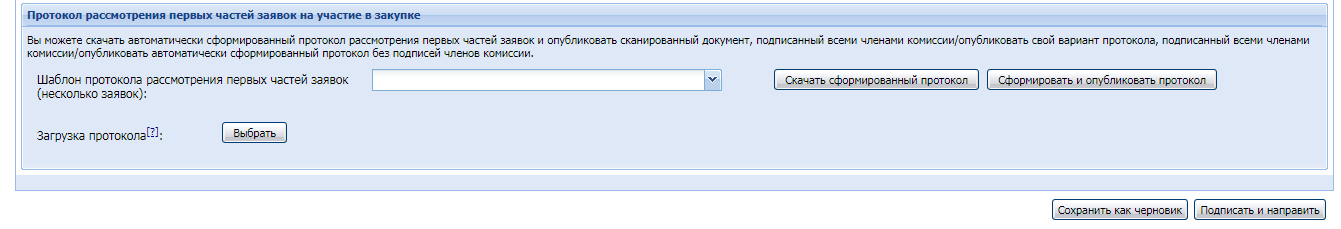 Протокол рассмотрения первых частей заявок на участие в закупке
Вы можете скачать автоматически сформированный протокол рассмотрения первых частей заявок и опубликовать сканированный документ, подписанный всеми членами комиссии/опубликовать свой вариант протокола, подписанный всеми членами
комиссии/опубликовать автоматически сформированный протокол без подписей членов комиссии.
Шаблон протокола рассмотрения первых частей заявок
(несколько заявок):
Скачать сформированный протокол
Сформировать и опубликовать протокол
Загрузка протокола[?]:
Выбрать
Сохранить как черновик
Подписать и направить